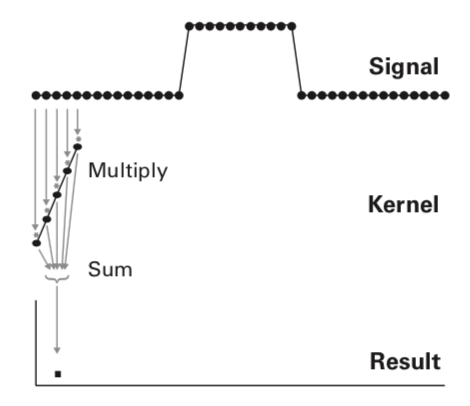 Signal
Multiply
Kernel
Sum
Result